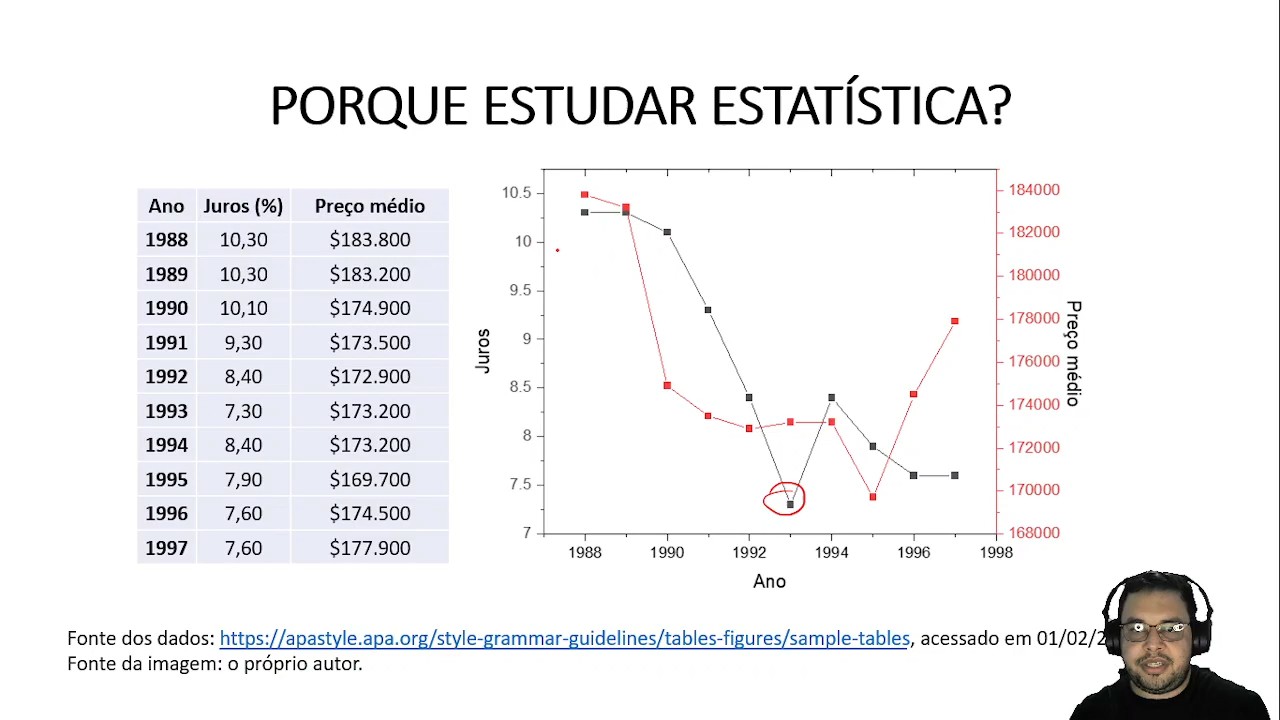 PORQUE ESTUDAR ESTATÍSTICA?
Ano Juros (%) Preço médio
1988 10,30 $183.800
1989 10,30 $183.200
1990 10,10 $174.900
1991 9,30 $173.500
1992 8,40 $172.900
1993 7,30 $173.200
1994 8,40 $173.200
1995 7,90 $169.700
1996 7,60 $174.500
1997 7,60 $177.900
Juros
10.5
10
9.5
9
8.5
8
7.5
7
184000
182000
180000
178000
176000
174000
172000
170000
168000
Preço médio
1988 1990 1992 1994 1996 1998
Ano
Fonte dos dados: https://apastyle.apa.org/style-grammar-guidelines/tables-figures/sample-tables, acessado em 01/02/2
Fonte da imagem: o próprio autor.